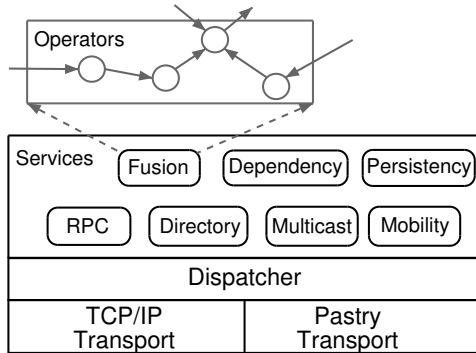 Operators
Services
Fusion
Dependency
Persistency
RPC
Directory
Multicast
Mobility
Dispatcher
TCP/IP
Transport
Pastry
Transport